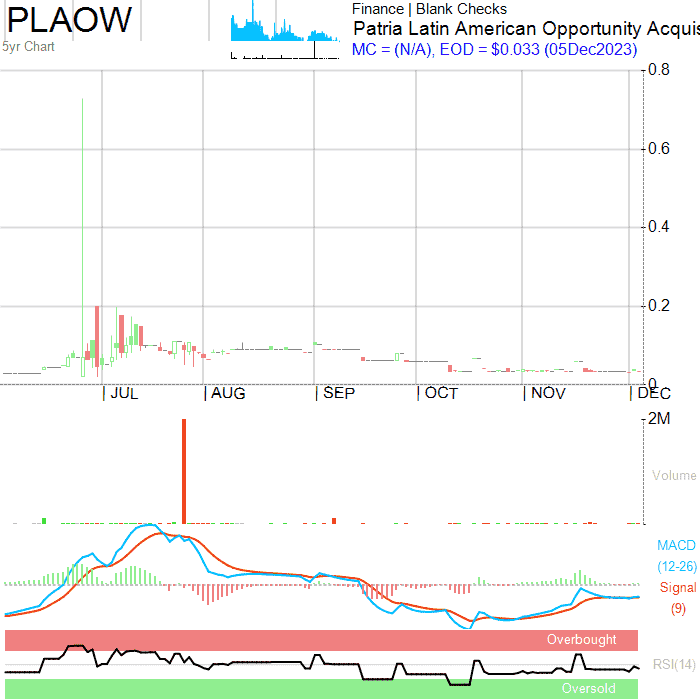 PLAOW
5yr Chart
Finance | Blank Checks
Patria Latin American Opportunity Acquis
MC = (N/A), EOD = $0.033 (05Dec2023)
0.8
0.6
0.4
0.2
0
JUL AUG SEP OCT NOV DEC
2M
Volume
MACD
(12-26)
Signal
(9)
Overbought
RSI(14)
Oversold